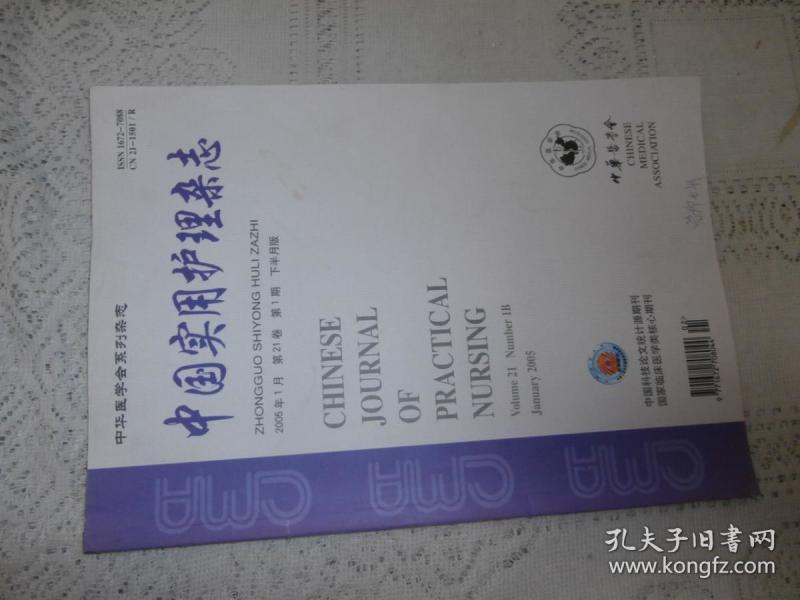 中华医学会系列杂志
ISSN 1672-7088
CN 21-1501/R
中国实用护理杂志
ZHONGGUO SHIYONG HULI ZAZHI
2005年1月 第21卷 第1期 下半月版
CHINESE
JOURNAL
OF
PRACTICAL
NURSING
Volume 21 Number 1B
January 2005
中华医学会
CHINESE
MEDICAL
ASSOCIATION
中国科技论文统计源期刊
国家临床医学类核心期刊
02
9 771672 708045
CMA
CMA
CMA
孔夫子旧书网
www.kongfz.com